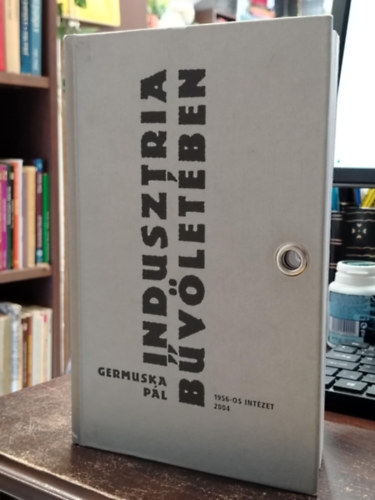 GERMUSKA
PÁL
INDUSZTRIA
BŰVÖLETÉBEN
1956-OS INTÉZET
2004